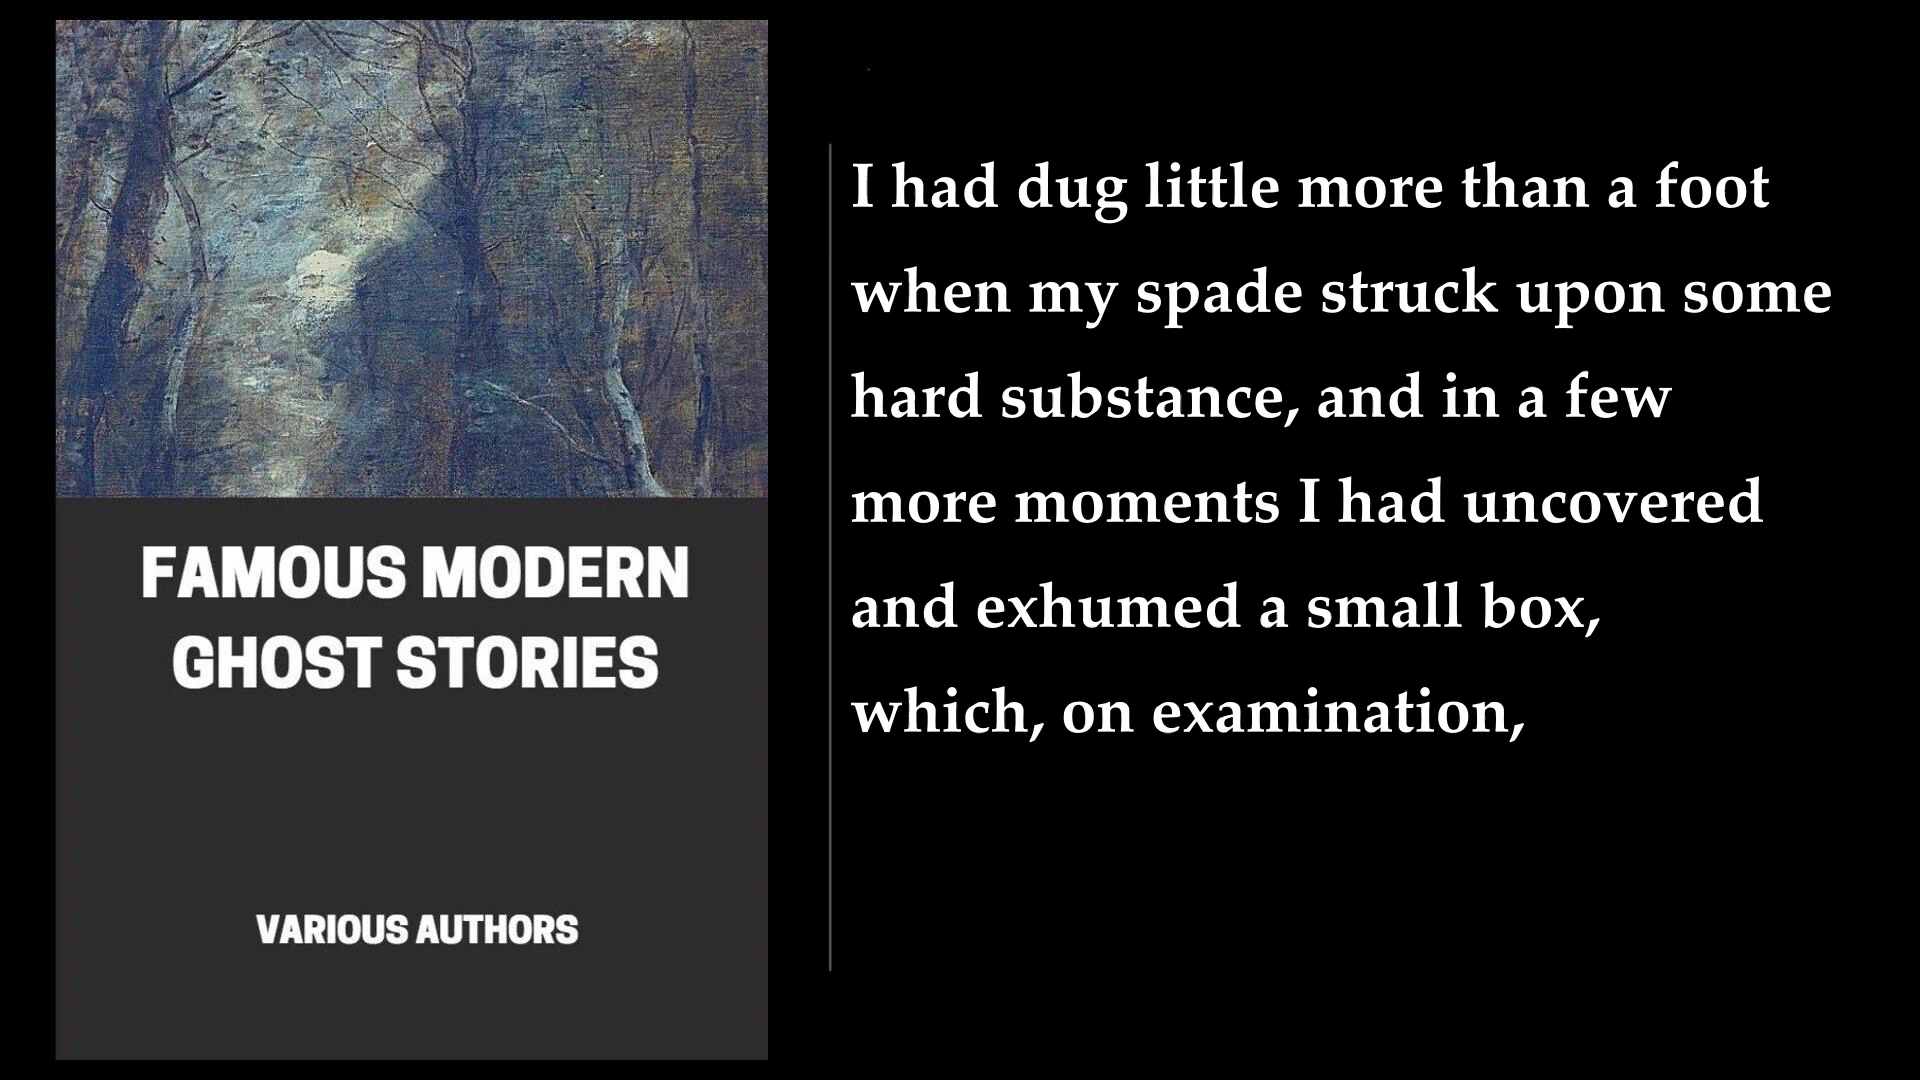 FAMOUS MODERN
GHOST STORIES
VARIOUS AUTHORS
I had dug little more than a foot
when my spade struck upon some
hard substance, and in a few
more moments I had uncovered
and exhumed a small box,
which, on examination,